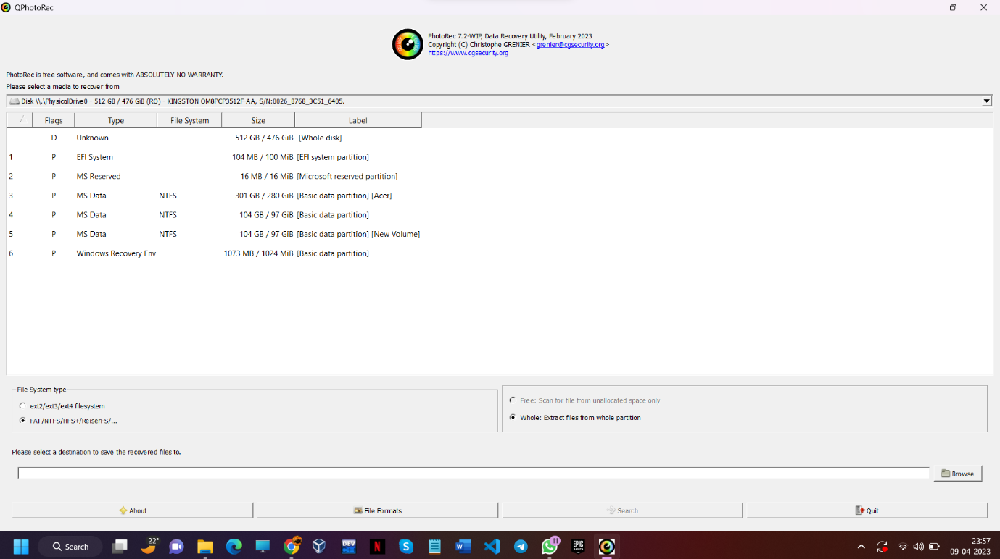 QPhotoRec
PhotoRec 7.2-WIP, Data Recovery Utility, February 2023
Copyright (C) Christophe GRENIER <grenier@cgsecurity.org>
https://www.cgsecurity.org
PhotoRec is free software, and comes with ABSOLUTELY NO WARRANTY.
Please select a media to recover from
Disk \\.\PhysicalDrive0 - 512 GB / 476 GiB (RO) - KINGSTON OM8PCP3512F-AA, S/N:0026_B768_3C51_6405.
/ Flags Type File System Size Label
D Unknown 512 GB / 476 GiB [Whole disk]
1 P EFI System 104 MB / 100 MiB [EFI system partition]
2 P MS Reserved 16 MB / 16 MiB [Microsoft reserved partition]
3 P MS Data NTFS 301 GB / 280 GiB [Basic data partition] [Acer]
4 P MS Data NTFS 104 GB / 97 GiB [Basic data partition]
5 P MS Data NTFS 104 GB / 97 GiB [Basic data partition] [New Volume]
6 P Windows Recovery Env 1073 MB / 1024 MiB [Basic data partition]
File System type
ext2/ext3/ext4 filesystem
FAT/NTFS/HFS+/ReiserFS/...
Free: Scan for file from unallocated space only
Whole: Extract files from whole partition
Please select a destination to save the recovered files to.
Browse
About File Formats Search Quit
Search 22° DEV N S W 11 EPIC GAMES 23:57
09-04-2023